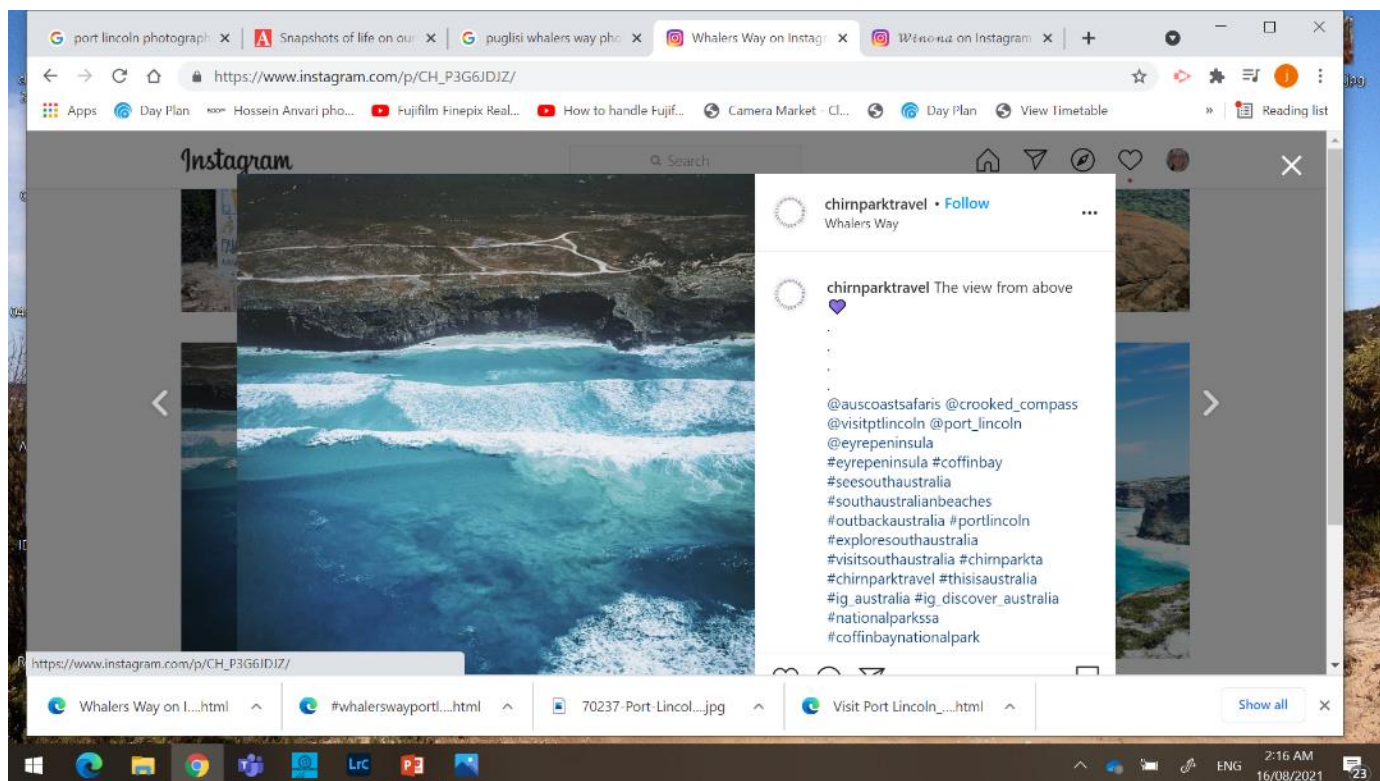 port lincoln photograph
Snapshots of life on our
puglisi whalers way pho
Whalers Way on Instagr
Winona on Instagram
https://www.instagram.com/p/CH_P3G6JDJZ/
Apps
Day Plan
Hossein Anvari pho...
Fujifilm Finepix Real...
How to handle Fujif...
Camera Market - Cl...
Day Plan
View Timetable
»
Reading list
Instagram
Search
chirnparktravel • Follow
Whalers Way
chirnparktravel The view from above
💜
.
.
.
.
@auscoastsafaris @crooked_compass
@visitptlincoln @port_lincoln
@eyrepeninsula
#eyrepeninsula #coffinbay
#seesouthaustralia
#southaustralianbeaches
#outbackaustralia #portlincoln
#exploresouthaustralia
#visitsouthaustralia #chirnparkta
#chirnparktravel #thisisaustralia
#ig_australia #ig_discover_australia
#nationalparkssa
#coffinbaynationalpark
https://www.instagram.com/p/CH_P3G6JDJZ/
Whalers Way on I....html
#whalerswayportl....html
70237-Port-Lincol....jpg
Visit Port Lincoln_....html
Show all
LrC
ENG
2:16 AM
16/08/2021
23